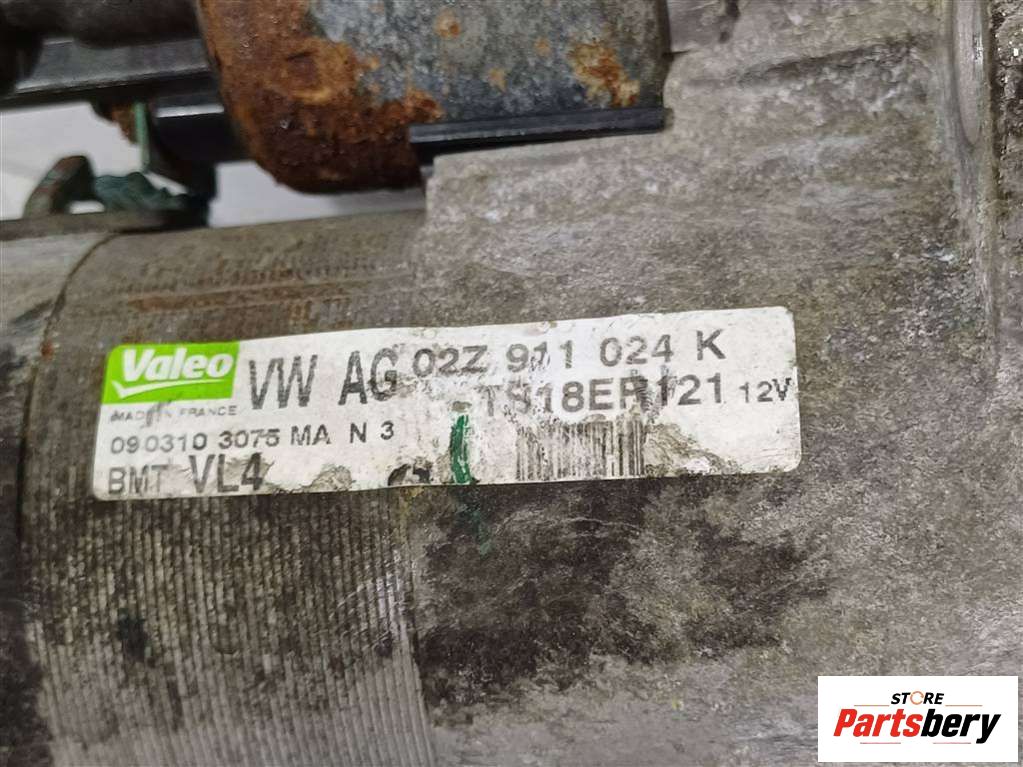 Valeo VW AG 02Z 911 024 K
MADE IN FRANCE TS18ER121 12V
090310 3075 MA N 3
BMT VL4
STORE
Partsbery